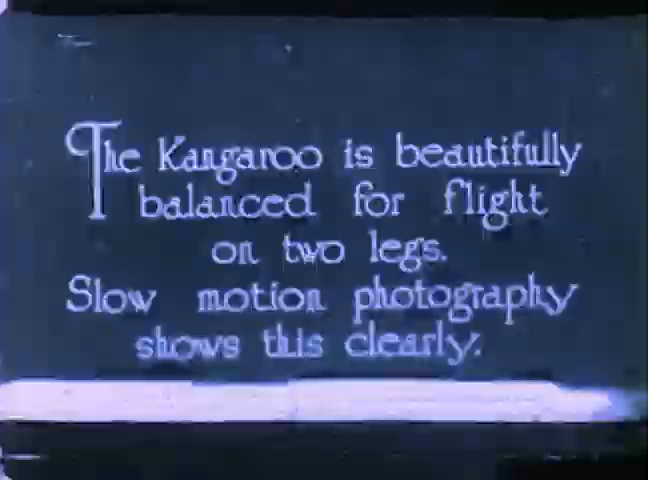 The Kangaroo is beautifully
balanced for flight
on two legs.
Slow motion photography
shows this clearly.